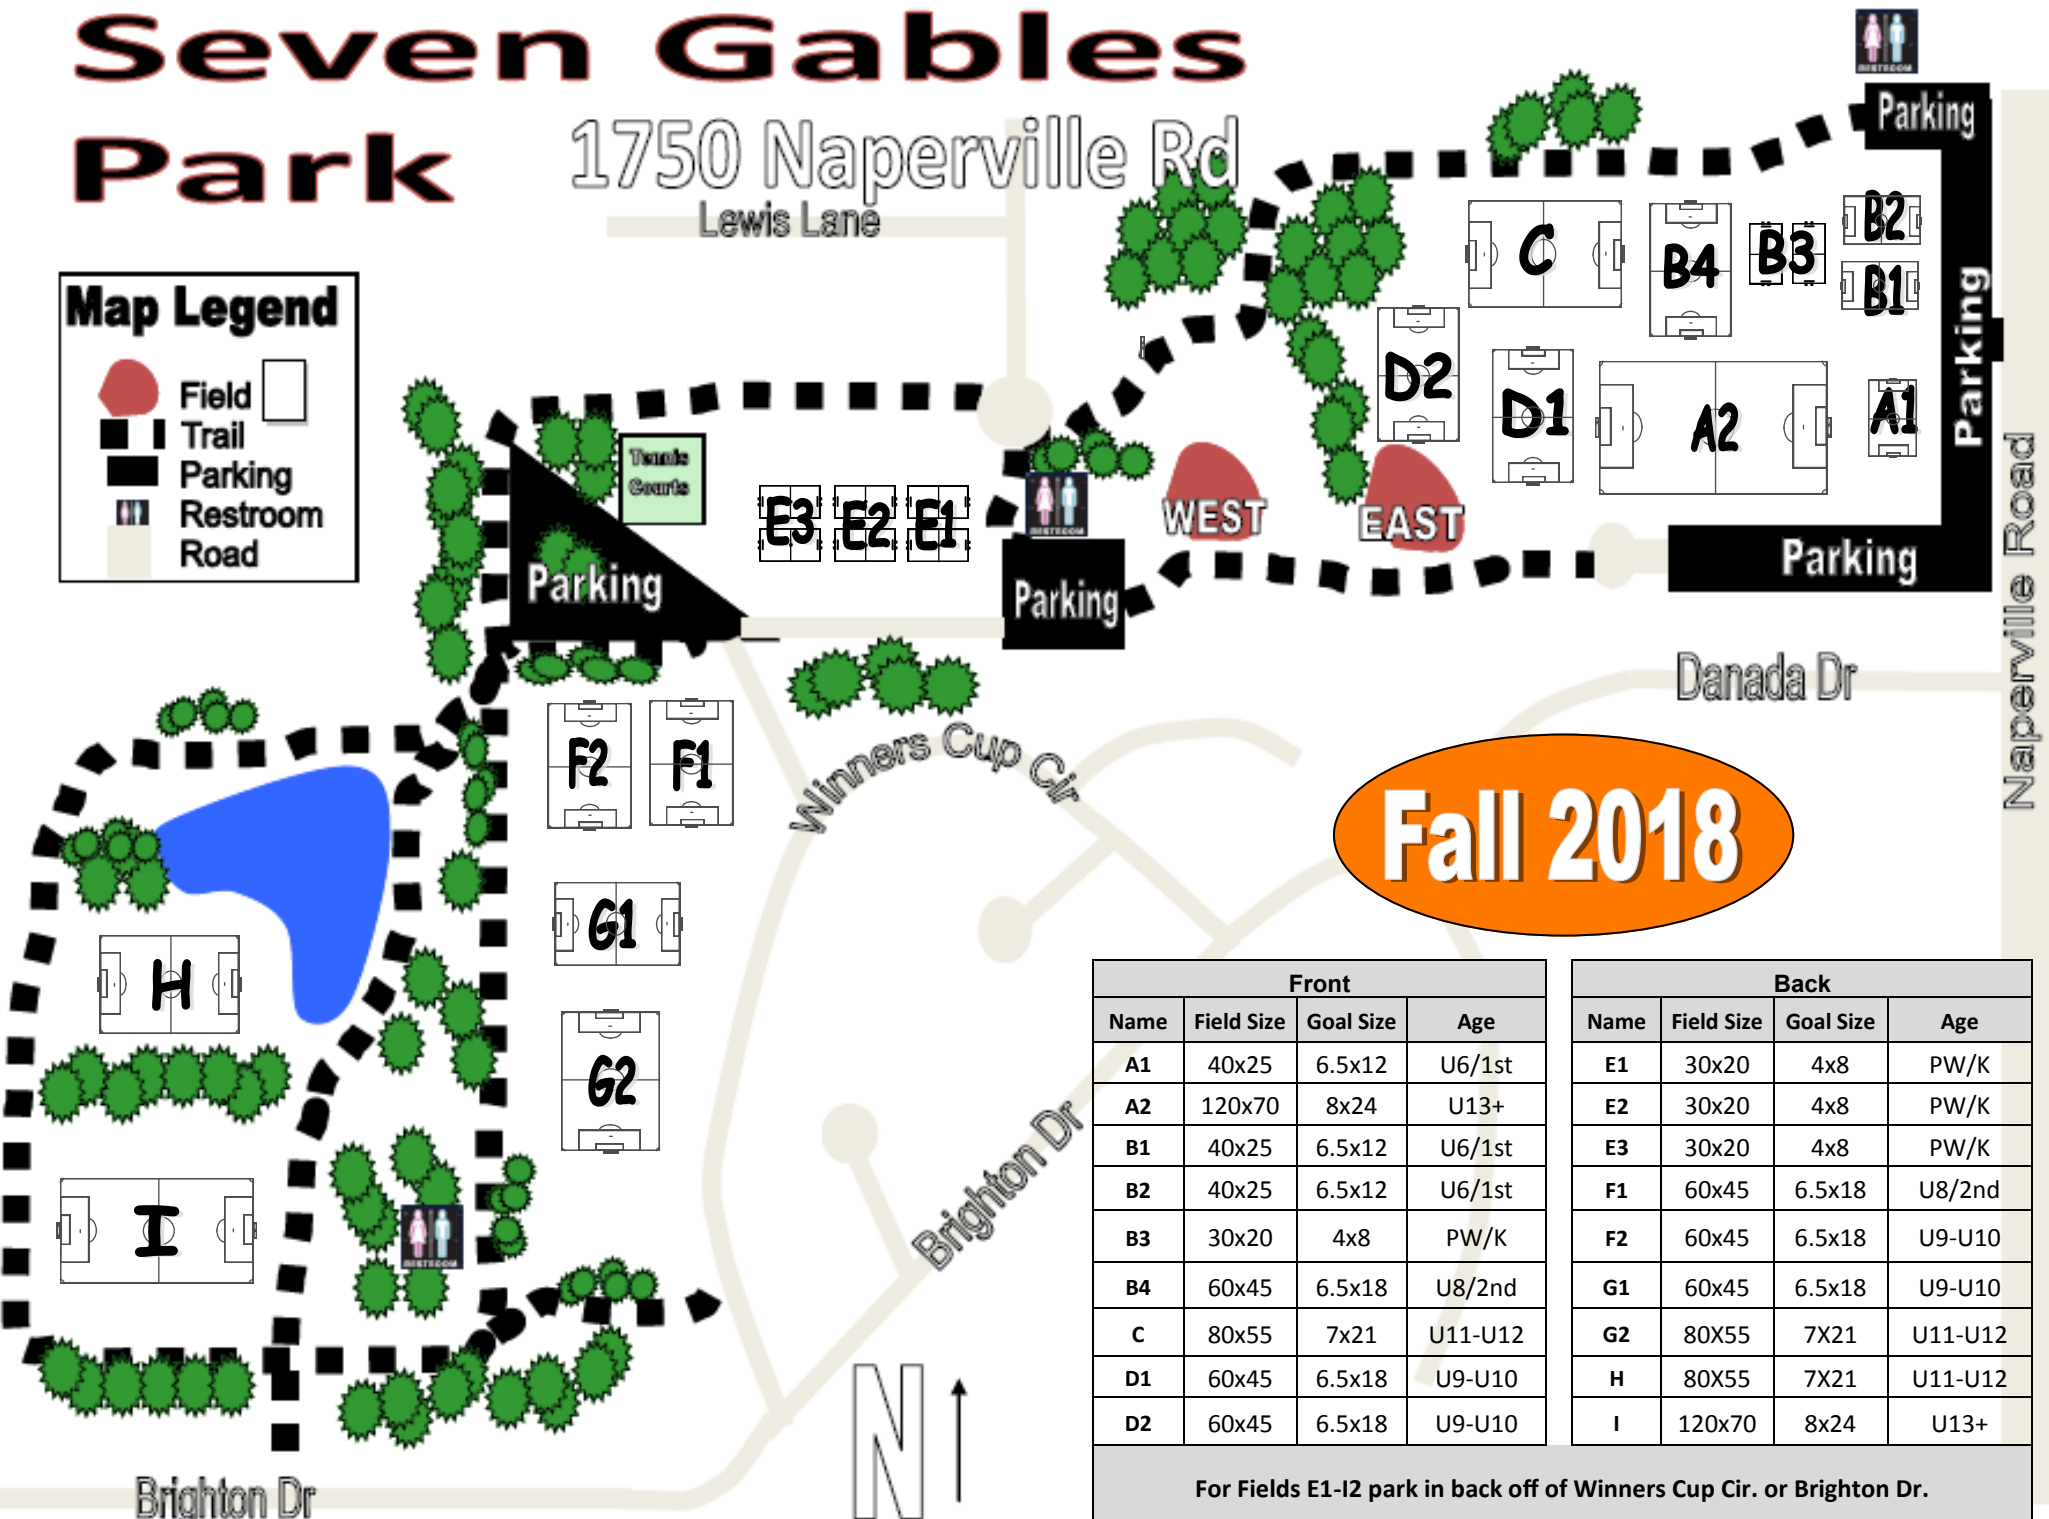 Seven Gables
Park
1750 Naperville Rd
Lewis Lane
RESTROOM
Parking
Map Legend
Field
Trail
Parking
Restroom
Road
C
B4
B3
B2
B1
Parking
D2
D1
A2
A1
Tennis
Courts
E3
E2
E1
RESTROOM
WEST
EAST
Parking
Parking
Parking
Naperville Road
Danada Dr
F2
F1
Winners Cup Cir
Fall 2018
G1
H
G2
I
RESTROOM
Brighton Dr
Brighton Dr
N
Front
Name Field Size Goal Size Age
A1 40x25 6.5x12 U6/1st
A2 120x70 8x24 U13+
B1 40x25 6.5x12 U6/1st
B2 40x25 6.5x12 U6/1st
B3 30x20 4x8 PW/K
B4 60x45 6.5x18 U8/2nd
C 80x55 7x21 U11-U12
D1 60x45 6.5x18 U9-U10
D2 60x45 6.5x18 U9-U10
Back
Name Field Size Goal Size Age
E1 30x20 4x8 PW/K
E2 30x20 4x8 PW/K
E3 30x20 4x8 PW/K
F1 60x45 6.5x18 U8/2nd
F2 60x45 6.5x18 U9-U10
G1 60x45 6.5x18 U9-U10
G2 80X55 7X21 U11-U12
H 80X55 7X21 U11-U12
I 120x70 8x24 U13+
For Fields E1-I2 park in back off of Winners Cup Cir. or Brighton Dr.